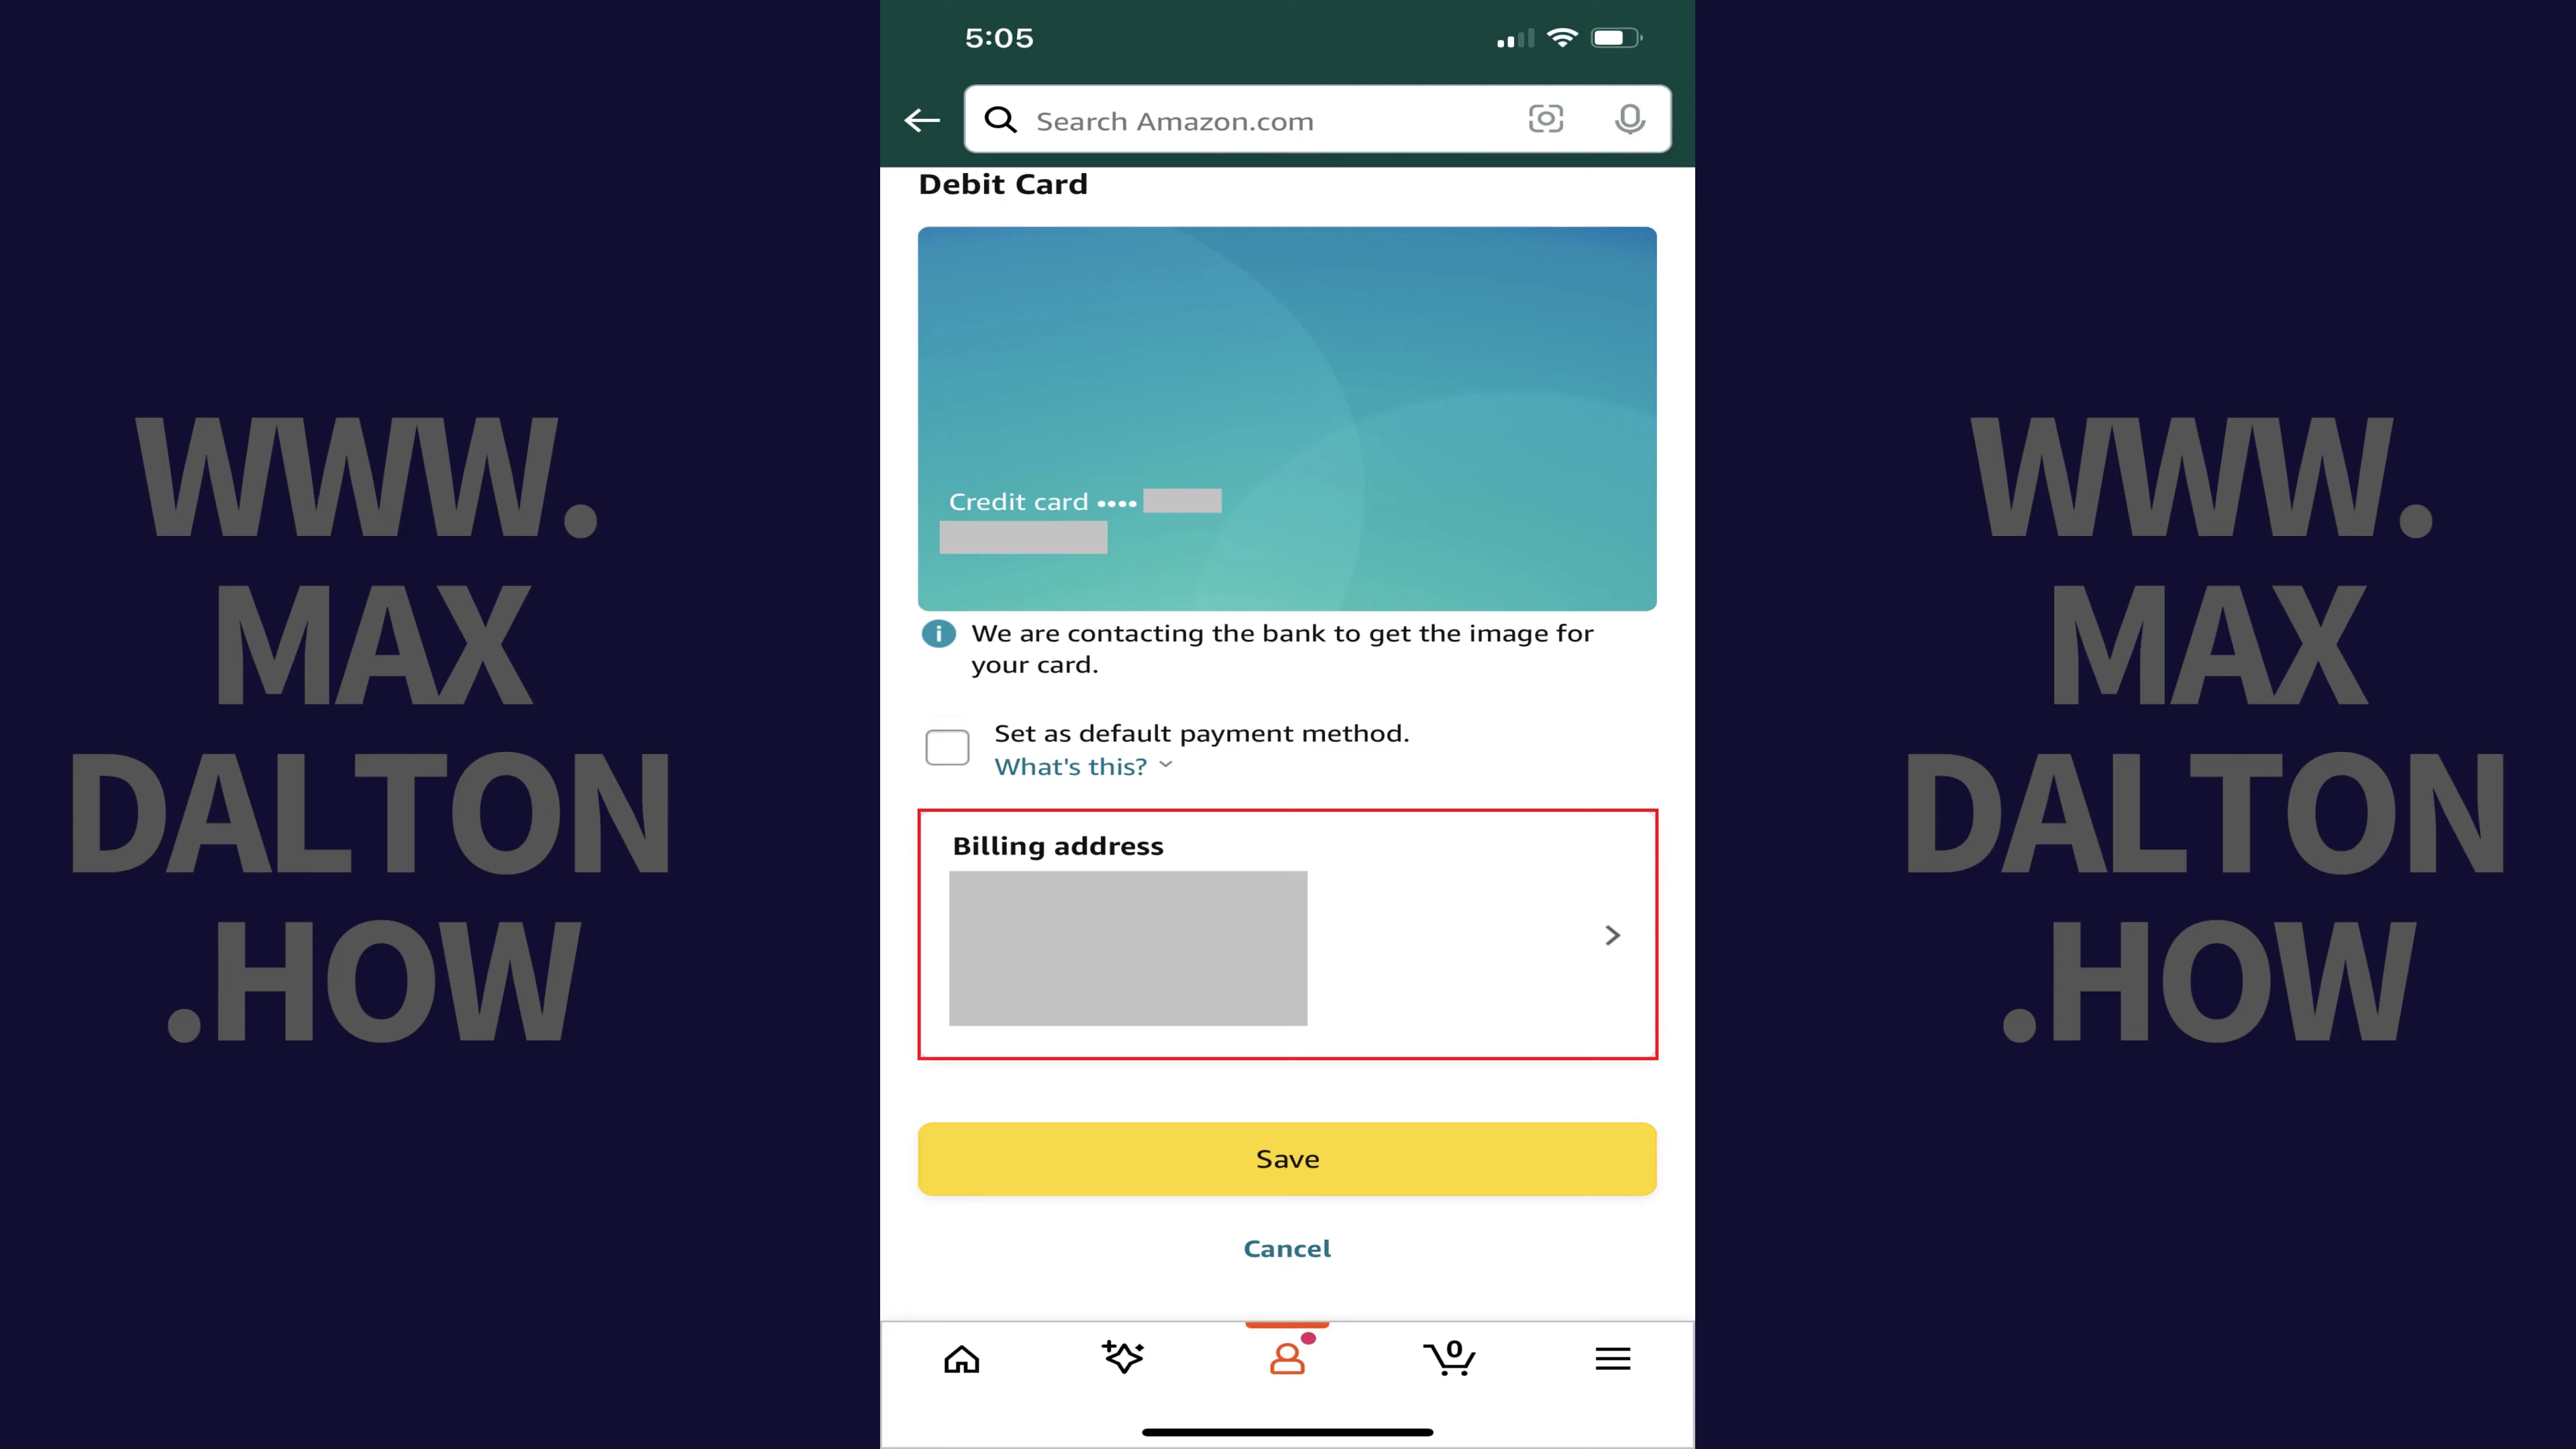 WWW.
MAX
DALTON
.HOW
5:05
Search Amazon.com
Debit Card
Credit card ••••
We are contacting the bank to get the image for
your card.
Set as default payment method.
What's this?
Billing address
Save
Cancel
0
WWW.
MAX
DALTON
.HOW